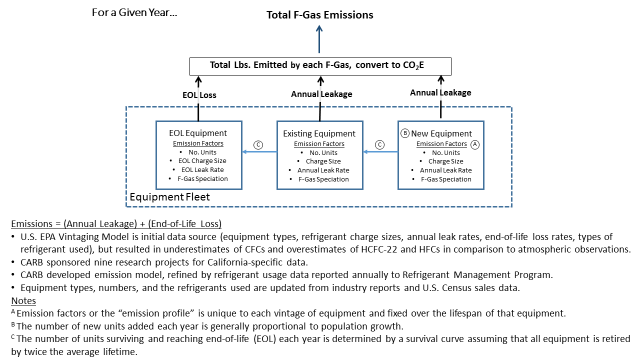 For a Given Year...
Total F-Gas Emissions
Total Lbs. Emitted by each F-Gas, convert to CO2E
EOL Loss
Annual Leakage
Annual Leakage
EOL Equipment
Emission Factors
• No. Units
• EOL Charge Size
• EOL Leak Rate
• F-Gas Speciation
C
Existing Equipment
Emission Factors
• No. Units
• Charge Size
• Annual Leak Rate
• F-Gas Speciation
C
B New Equipment
Emission Factors A
• No. Units
• Charge Size
• Annual Leak Rate
• F-Gas Speciation
Equipment Fleet
Emissions = (Annual Leakage) + (End-of-Life Loss)
• U.S. EPA Vintaging Model is initial data source (equipment types, refrigerant charge sizes, annual leak rates, end-of-life loss rates, types of
refrigerant used), but resulted in underestimates of CFCs and overestimates of HCFC-22 and HFCs in comparison to atmospheric observations.
• CARB sponsored nine research projects for California-specific data.
• CARB developed emission model, refined by refrigerant usage data reported annually to Refrigerant Management Program.
• Equipment types, numbers, and the refrigerants used are updated from industry reports and U.S. Census sales data.
Notes
A Emission factors or the "emission profile" is unique to each vintage of equipment and fixed over the lifespan of that equipment.
B The number of new units added each year is generally proportional to population growth.
C The number of units surviving and reaching end-of-life (EOL) each year is determined by a survival curve assuming that all equipment is retired
by twice the average lifetime.